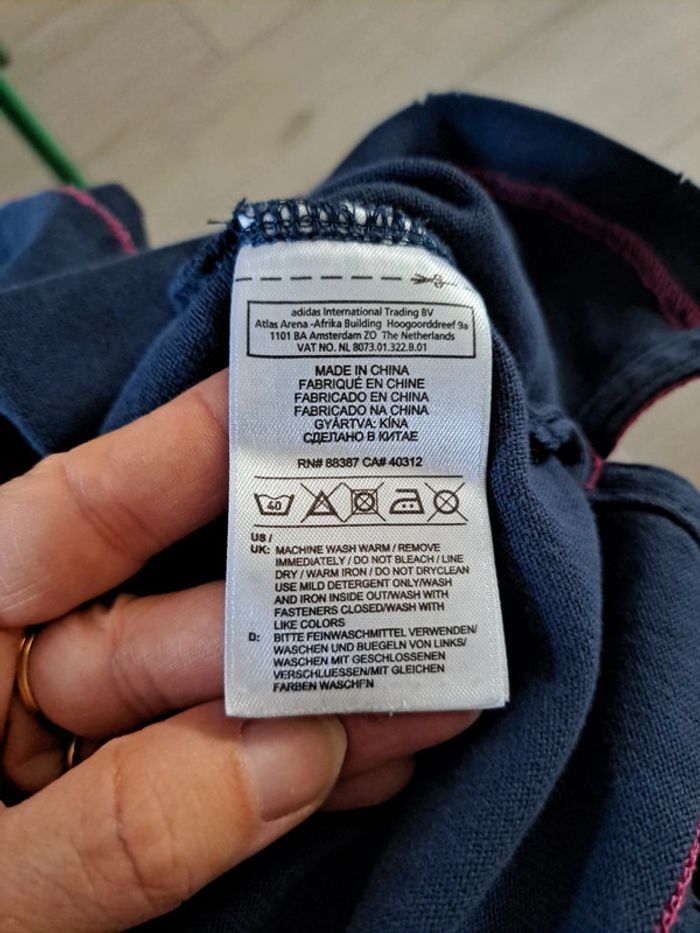 adidas International Trading BV
Atlas Arena -Afrika Building Hoogoorddreef 9a
1101 BA Amsterdam ZO The Netherlands
VAT NO. NL 8073.01.322.B.01
MADE IN CHINA
FABRIQUÉ EN CHINE
FABRICADO EN CHINA
FABRICADO NA CHINA
GYÁRTVA: KÍNA
СДЕЛАНО В КИТАЕ
RN# 88387 CA# 40312
40
US /
UK: MACHINE WASH WARM / REMOVE
IMMEDIATELY / DO NOT BLEACH / LINE
DRY / WARM IRON / DO NOT DRYCLEAN
USE MILD DETERGENT ONLY/WASH
AND IRON INSIDE OUT/WASH WITH
FASTENERS CLOSED/WASH WITH
LIKE COLORS
D: BITTE FEINWASCHMITTEL VERWENDEN/
WASCHEN UND BUEGELN VON LINKS/
WASCHEN MIT GESCHLOSSENEN
VERSCHLUESSEN/MIT GLEICHEN
FARBEN WASCHEN